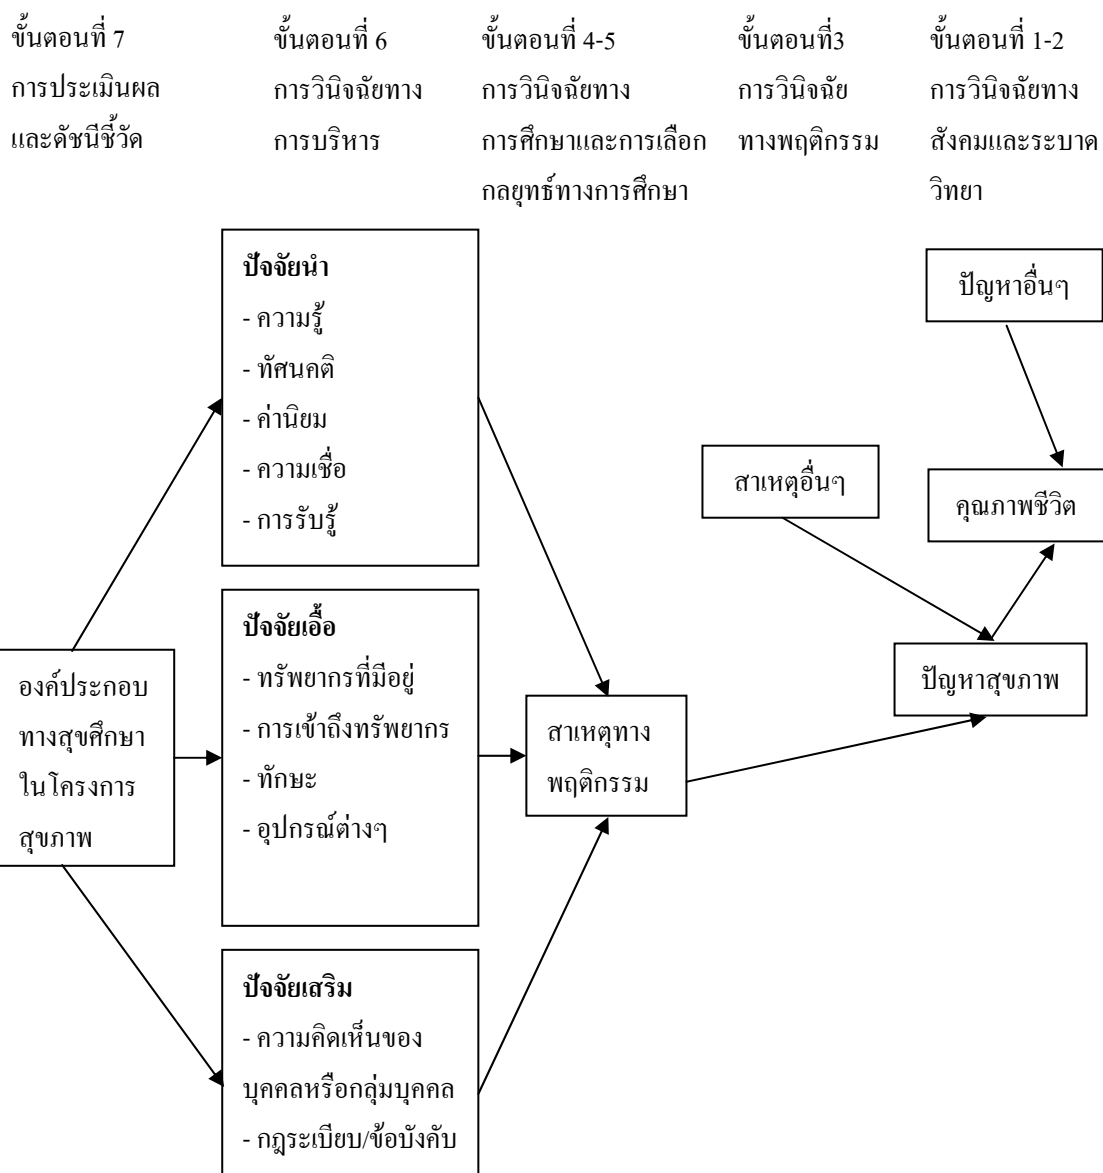 ขั้นตอนที่ 7
การประเมินผล
และดัชนีชี้วัด
ขั้นตอนที่ 6
การวินิจฉัยทาง
การบริหาร
ขั้นตอนที่ 4-5
การวินิจฉัยทาง
การศึกษาและการเลือก
กลยุทธ์ทางการศึกษา
ขั้นตอนที่3
การวินิจฉัย
ทางพฤติกรรม
ขั้นตอนที่ 1-2
การวินิจฉัยทาง
สังคมและระบาด
วิทยา
องค์ประกอบ
ทางสุขศึกษา
ในโครงการ
สุขภาพ
ปัจจัยนำ
- ความรู้
- ทัศนคติ
- ค่านิยม
- ความเชื่อ
- การรับรู้
ปัจจัยเอื้อ
- ทรัพยากรที่มีอยู่
- การเข้าถึงทรัพยากร
- ทักษะ
- อุปกรณ์ต่างๆ
ปัจจัยเสริม
- ความคิดเห็นของ
บุคคลหรือกลุ่มบุคคล
- กฎระเบียบ/ข้อบังคับ
สาเหตุทาง
พฤติกรรม
สาเหตุอื่นๆ
ปัญหาอื่นๆ
คุณภาพชีวิต
ปัญหาสุขภาพ